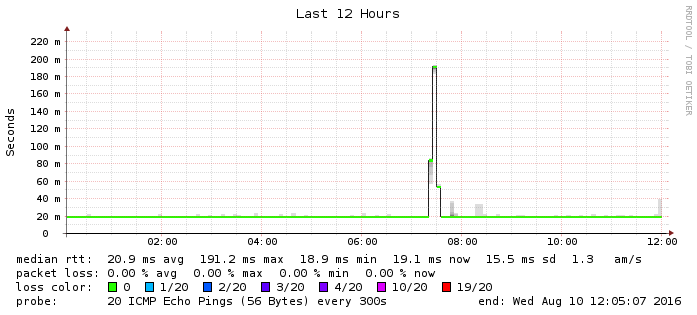 Last 12 Hours
RRDTOOL / TOBI OETIKER
Seconds
220 m
200 m
180 m
160 m
140 m
120 m
100 m
80 m
60 m
40 m
20 m
0
02:00 04:00 06:00 08:00 10:00 12:00
median rtt: 20.9 ms avg 191.2 ms max 18.9 ms min 19.1 ms now 15.5 ms sd 1.3 am/s
packet loss: 0.00 % avg 0.00 % max 0.00 % min 0.00 % now
loss color: 0 1/20 2/20 3/20 4/20 10/20 19/20
probe: 20 ICMP Echo Pings (56 Bytes) every 300s end: Wed Aug 10 12:05:07 2016